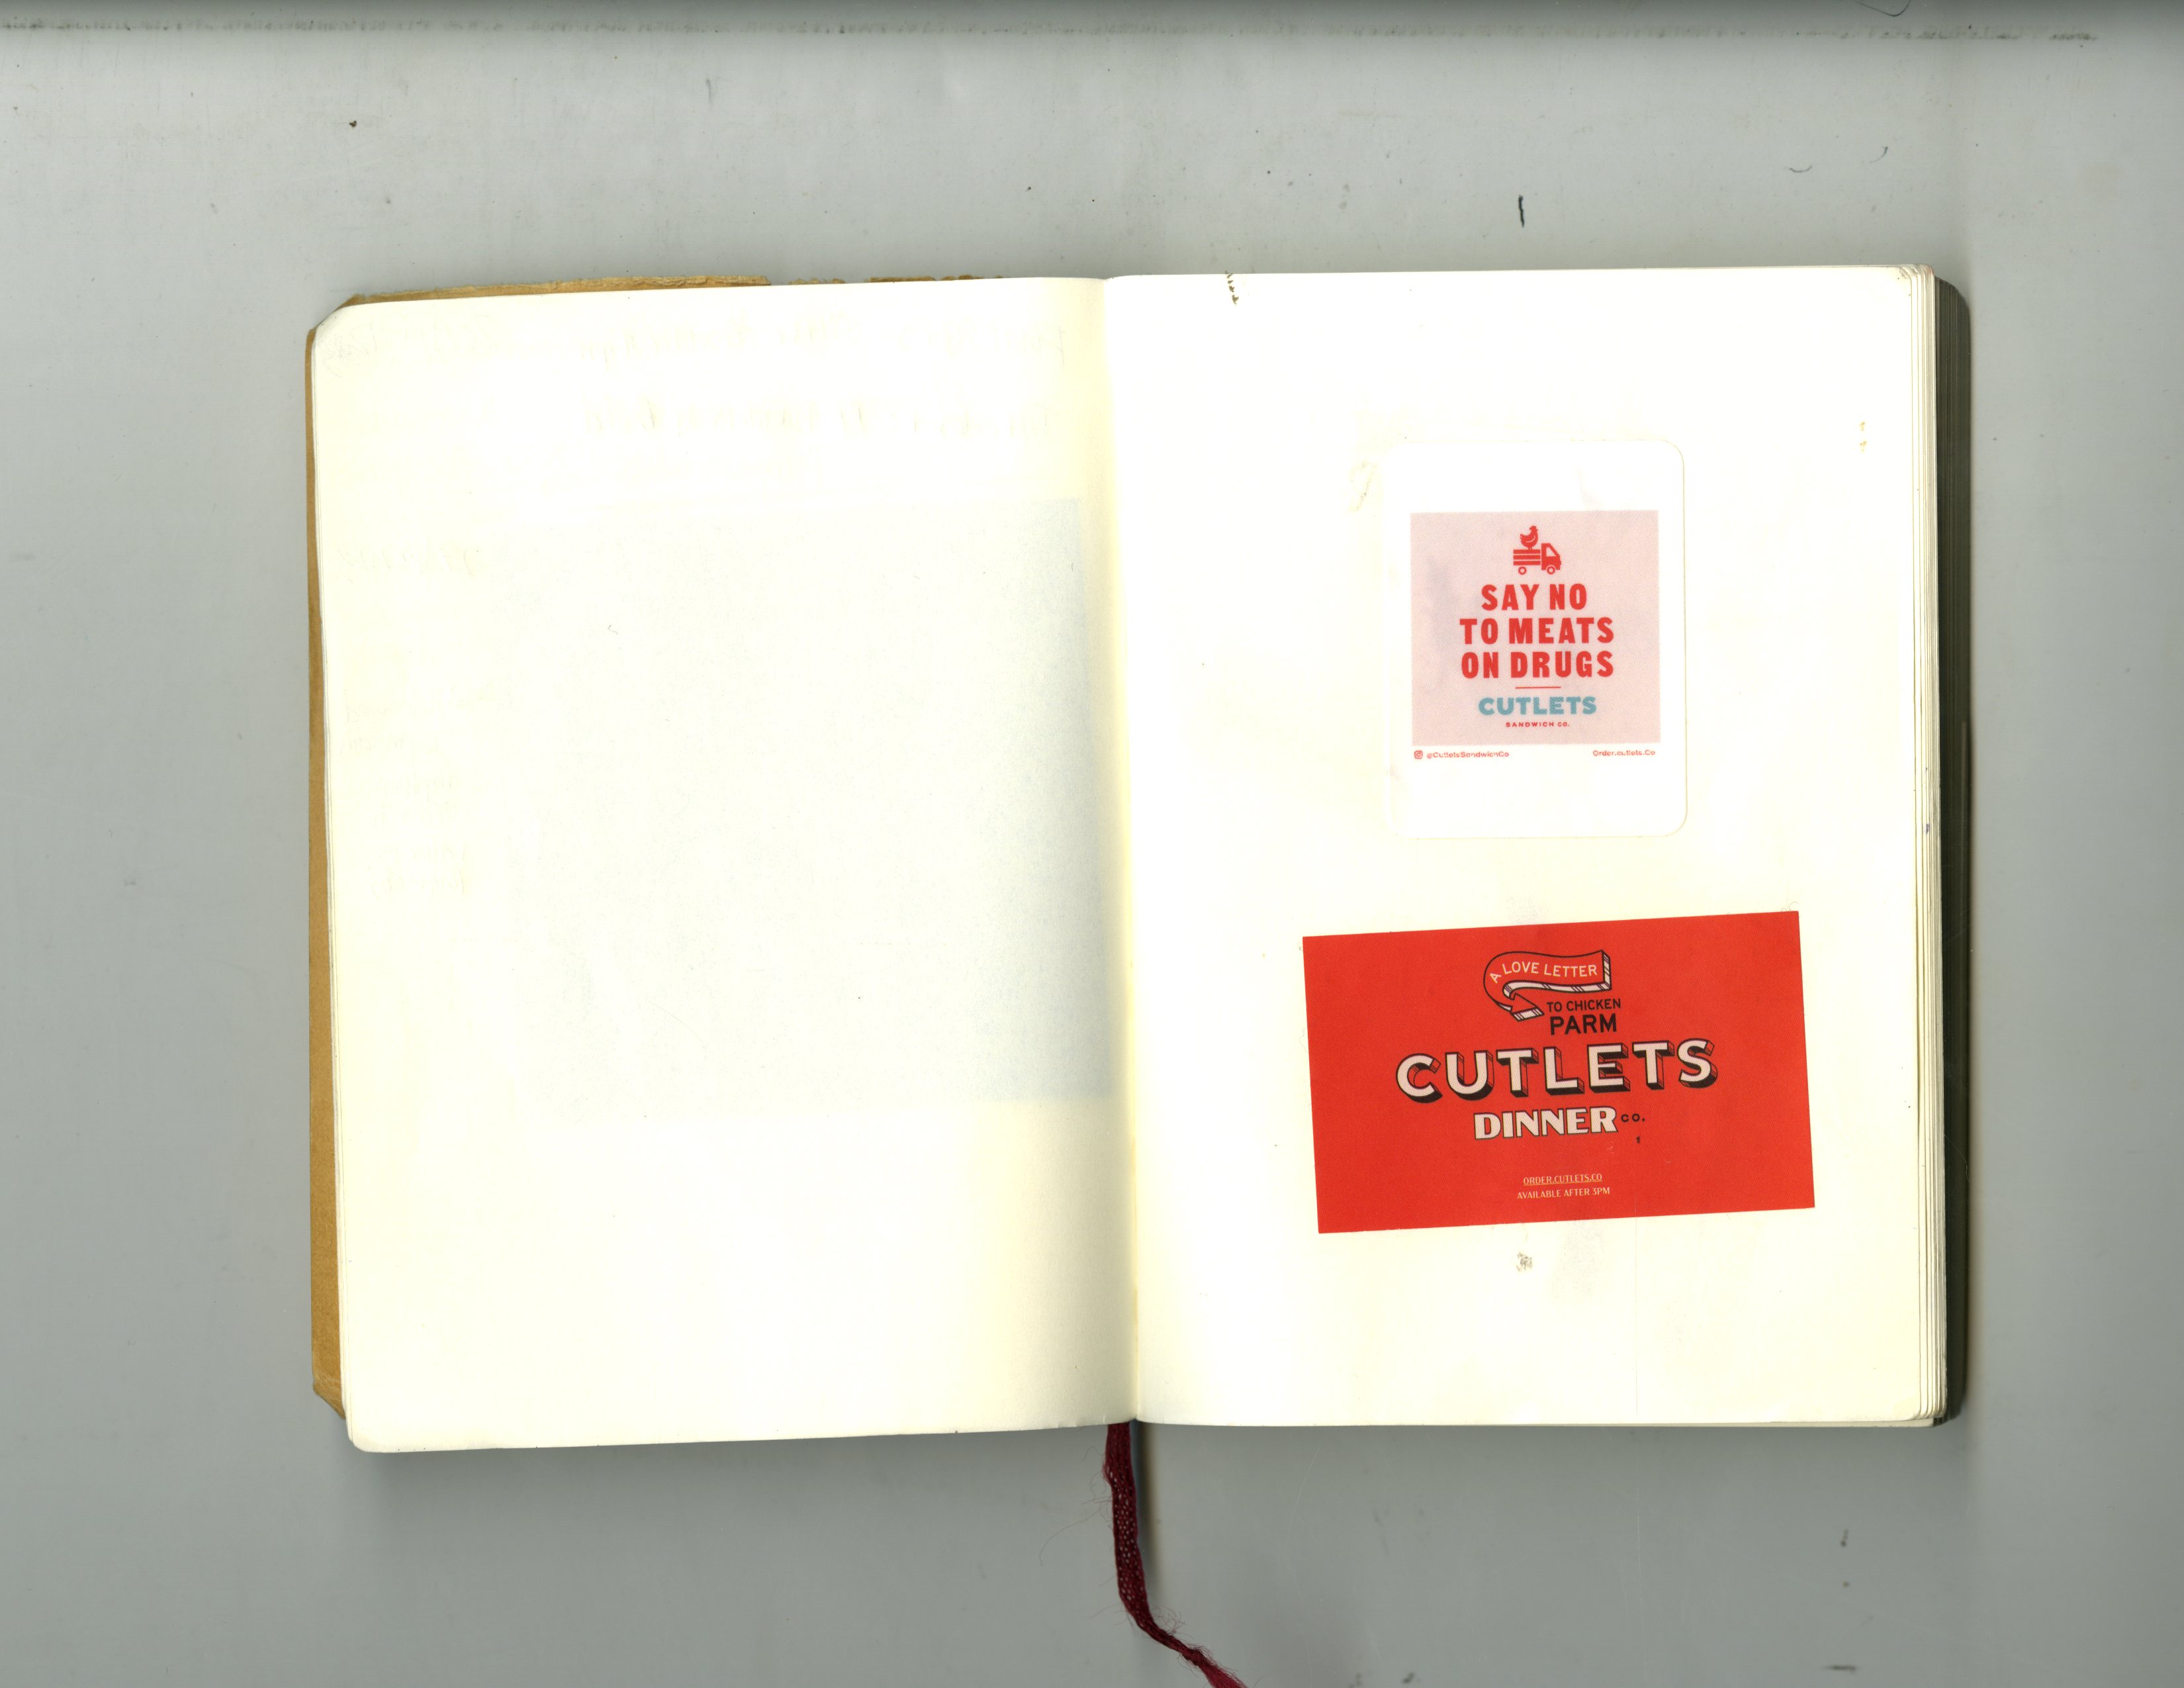 SAY NO
TO MEATS
ON DRUGS
CUTLETS
SANDWICH CO.
@CutletsSandwichCo
Order.cutlets.Co
A LOVE LETTER
TO CHICKEN
PARM
CUTLETS
DINNER CO.
ORDER.CUTLETS.CO
AVAILABLE AFTER 3PM